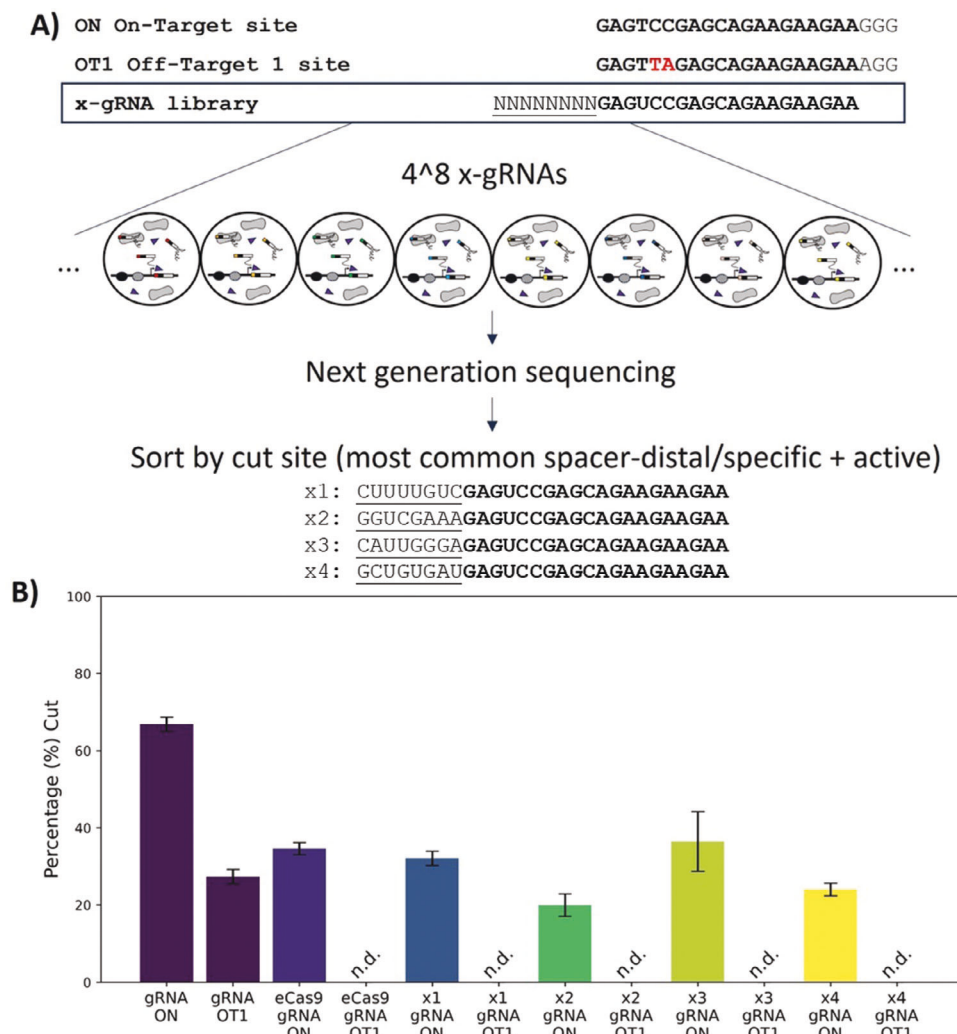 A)
ON On-Target site GAGTCCGAGCAGAAGAAGAAGGG
OT1 Off-Target 1 site GAGTTAGAGCAGAAGAAGAAAGG
x-gRNA library NNNNNNNNGAGUCCGAGCAGAAGAAGAA
4^8 x-gRNAs
... ...
Next generation sequencing
Sort by cut site (most common spacer-distal/specific + active)
x1: CUUUUGUCGAGUCCGAGCAGAAGAAGAA
x2: GGUCGAAAGAGUCCGAGCAGAAGAAGAA
x3: CAUUGGGAGAGUCCGAGCAGAAGAAGAA
x4: GCUGUGAUGAGUCCGAGCAGAAGAAGAA
B)
Percentage (%) Cut
100
80
60
40
20
0
n.d. n.d. n.d. n.d. n.d.
gRNA gRNA eCas9 eCas9 x1 x1 x2 x2 x3 x3 x4 x4
ON OT1 gRNA gRNA gRNA gRNA gRNA gRNA gRNA gRNA gRNA gRNA
ON OT1 ON OT1 ON OT1 ON OT1 ON OT1